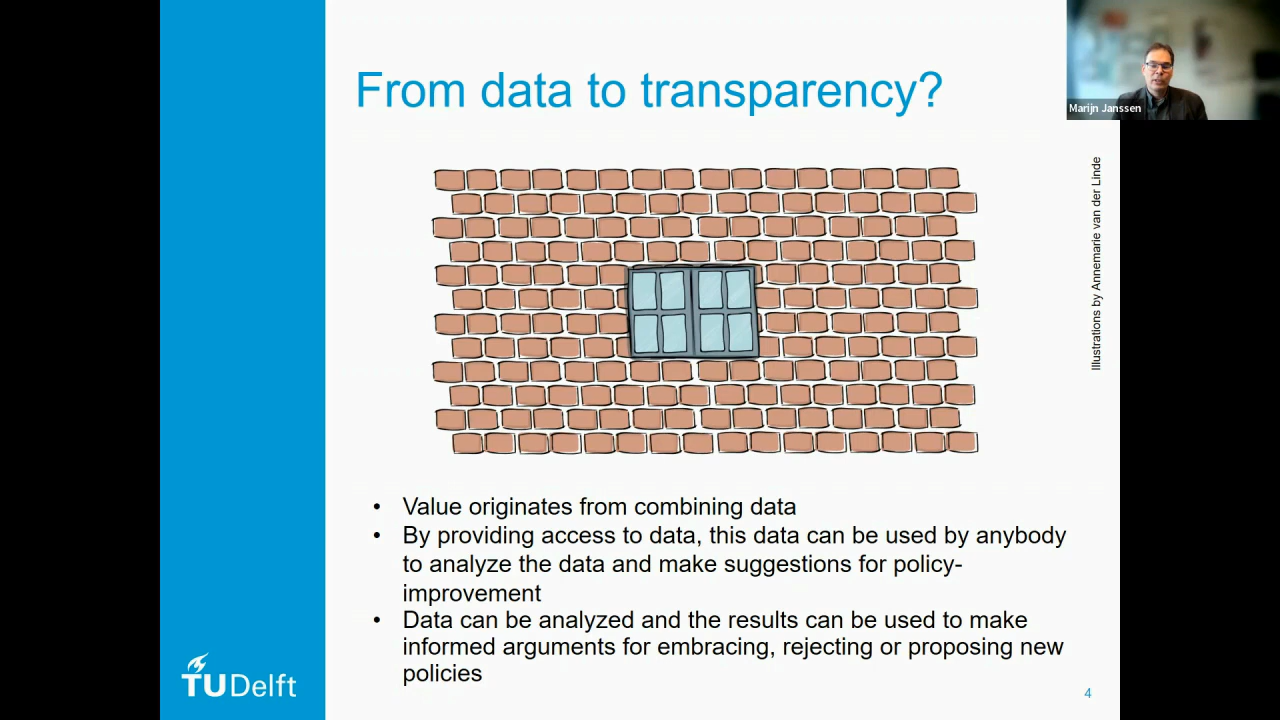 From data to transparency?
Marijn Janssen
Illustrations by Annemarie van der Linde
• Value originates from combining data
• By providing access to data, this data can be used by anybody
to analyze the data and make suggestions for policy-
improvement
• Data can be analyzed and the results can be used to make
informed arguments for embracing, rejecting or proposing new
policies
TU Delft
4